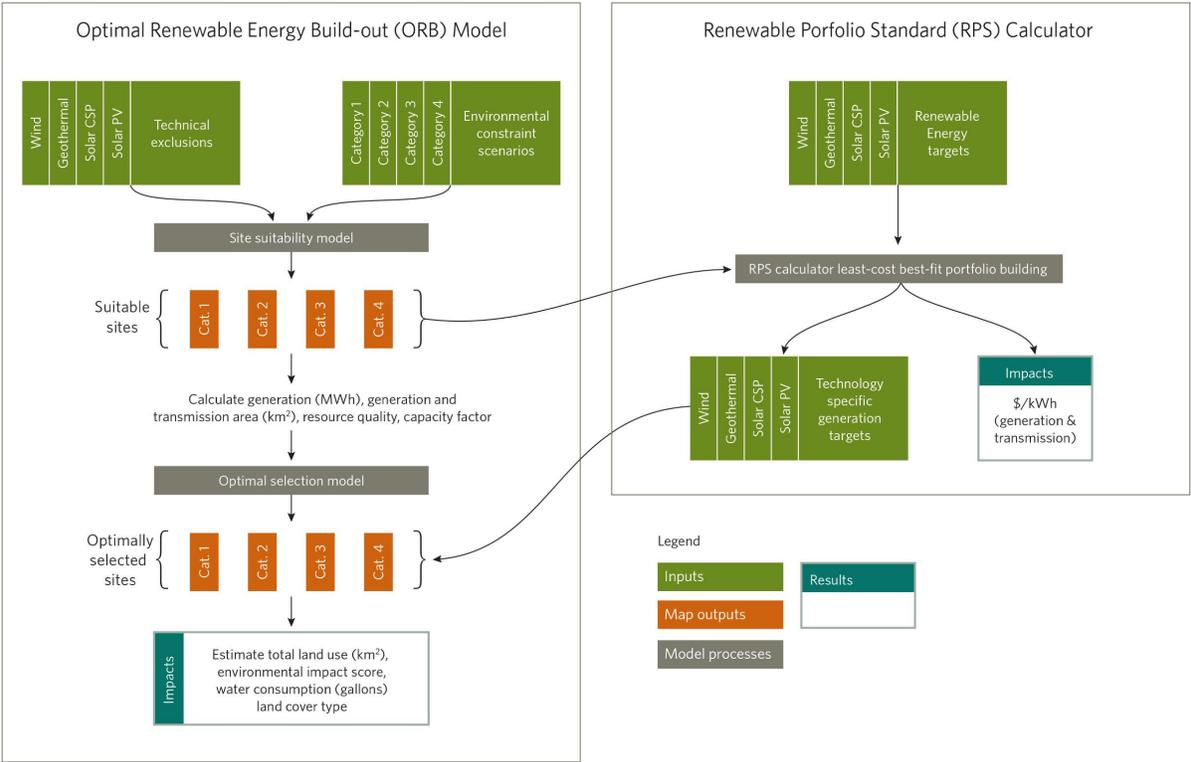 Optimal Renewable Energy Build-out (ORB) Model
Wind
Geothermal
Solar CSP
Solar PV
Technical
exclusions
Category 1
Category 2
Category 3
Category 4
Environmental
constraint
scenarios
Site suitability model
Suitable
sites
Cat. 1
Cat. 2
Cat. 3
Cat. 4
Calculate generation (MWh), generation and
transmission area (km²), resource quality, capacity factor
Optimal selection model
Optimally
selected
sites
Cat. 1
Cat. 2
Cat. 3
Cat. 4
Impacts
Estimate total land use (km²),
environmental impact score,
water consumption (gallons)
land cover type
Renewable Porfolio Standard (RPS) Calculator
Wind
Geothermal
Solar CSP
Solar PV
Renewable
Energy
targets
RPS calculator least-cost best-fit portfolio building
Wind
Geothermal
Solar CSP
Solar PV
Technology
specific
generation
targets
Impacts
$/kWh
(generation &
transmission)
Legend
Inputs
Map outputs
Model processes
Results